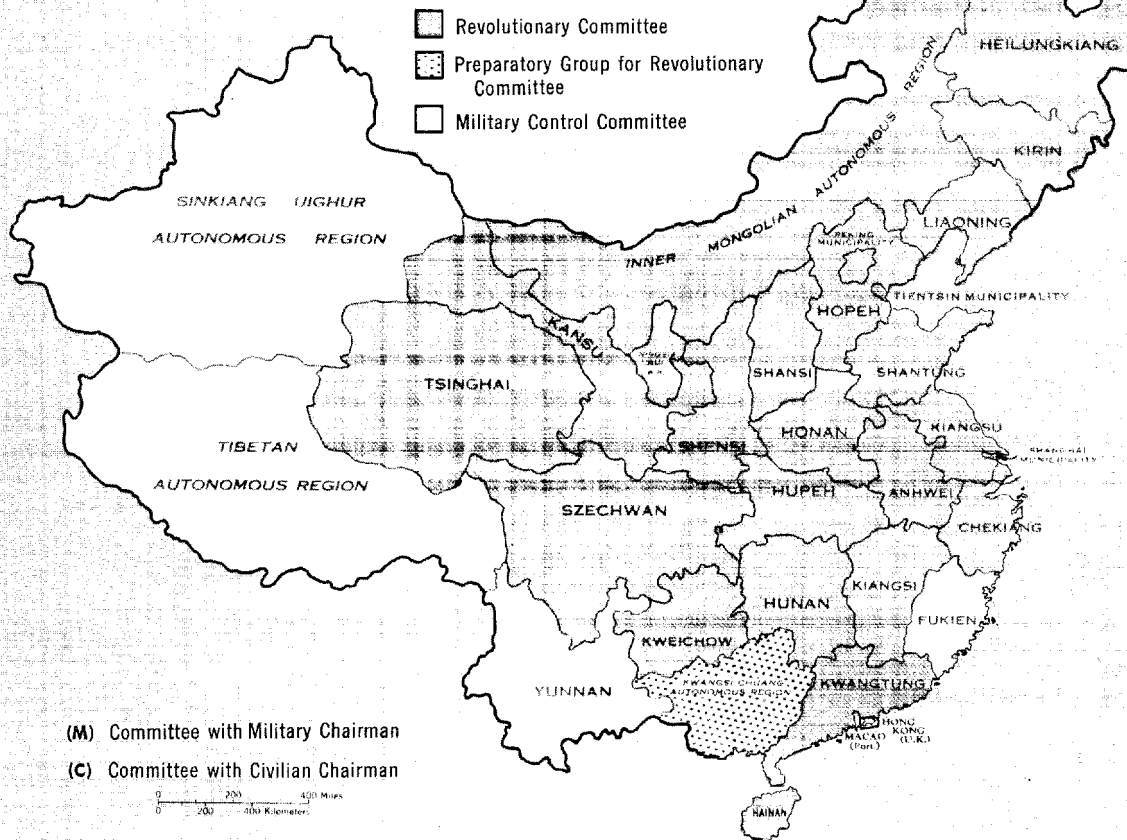 Revolutionary Committee
Preparatory Group for Revolutionary
Committee
Military Control Committee
HEILUNGKIANG
INNER MONGOLIAN AUTONOMOUS REGION
KIRIN
SINKIANG UIGHUR
AUTONOMOUS REGION
LIAONING
PEKING
MUNICIPALITY
TIENTSIN MUNICIPALITY
HOPEH
KANSU
TSINGHAI
SHANSI
SHANTUNG
TIBETAN
AUTONOMOUS REGION
SHENSI
HONAN
KIANGSU
SHANGHAI
MUNICIPALITY
SZECHWAN
HUPEH
ANHWEI
CHEKIANG
HUNAN
KIANGSI
FUKIEN
KWEICHOW
YUNNAN
KWANGSI CHUANG
AUTONOMOUS REGION
KWANGTUNG
HONG
KONG
(U.K.)
MACAO
(Port.)
HAINAN
(M) Committee with Military Chairman
(C) Committee with Civilian Chairman
0 200 400 Miles
0 200 400 Kilometers